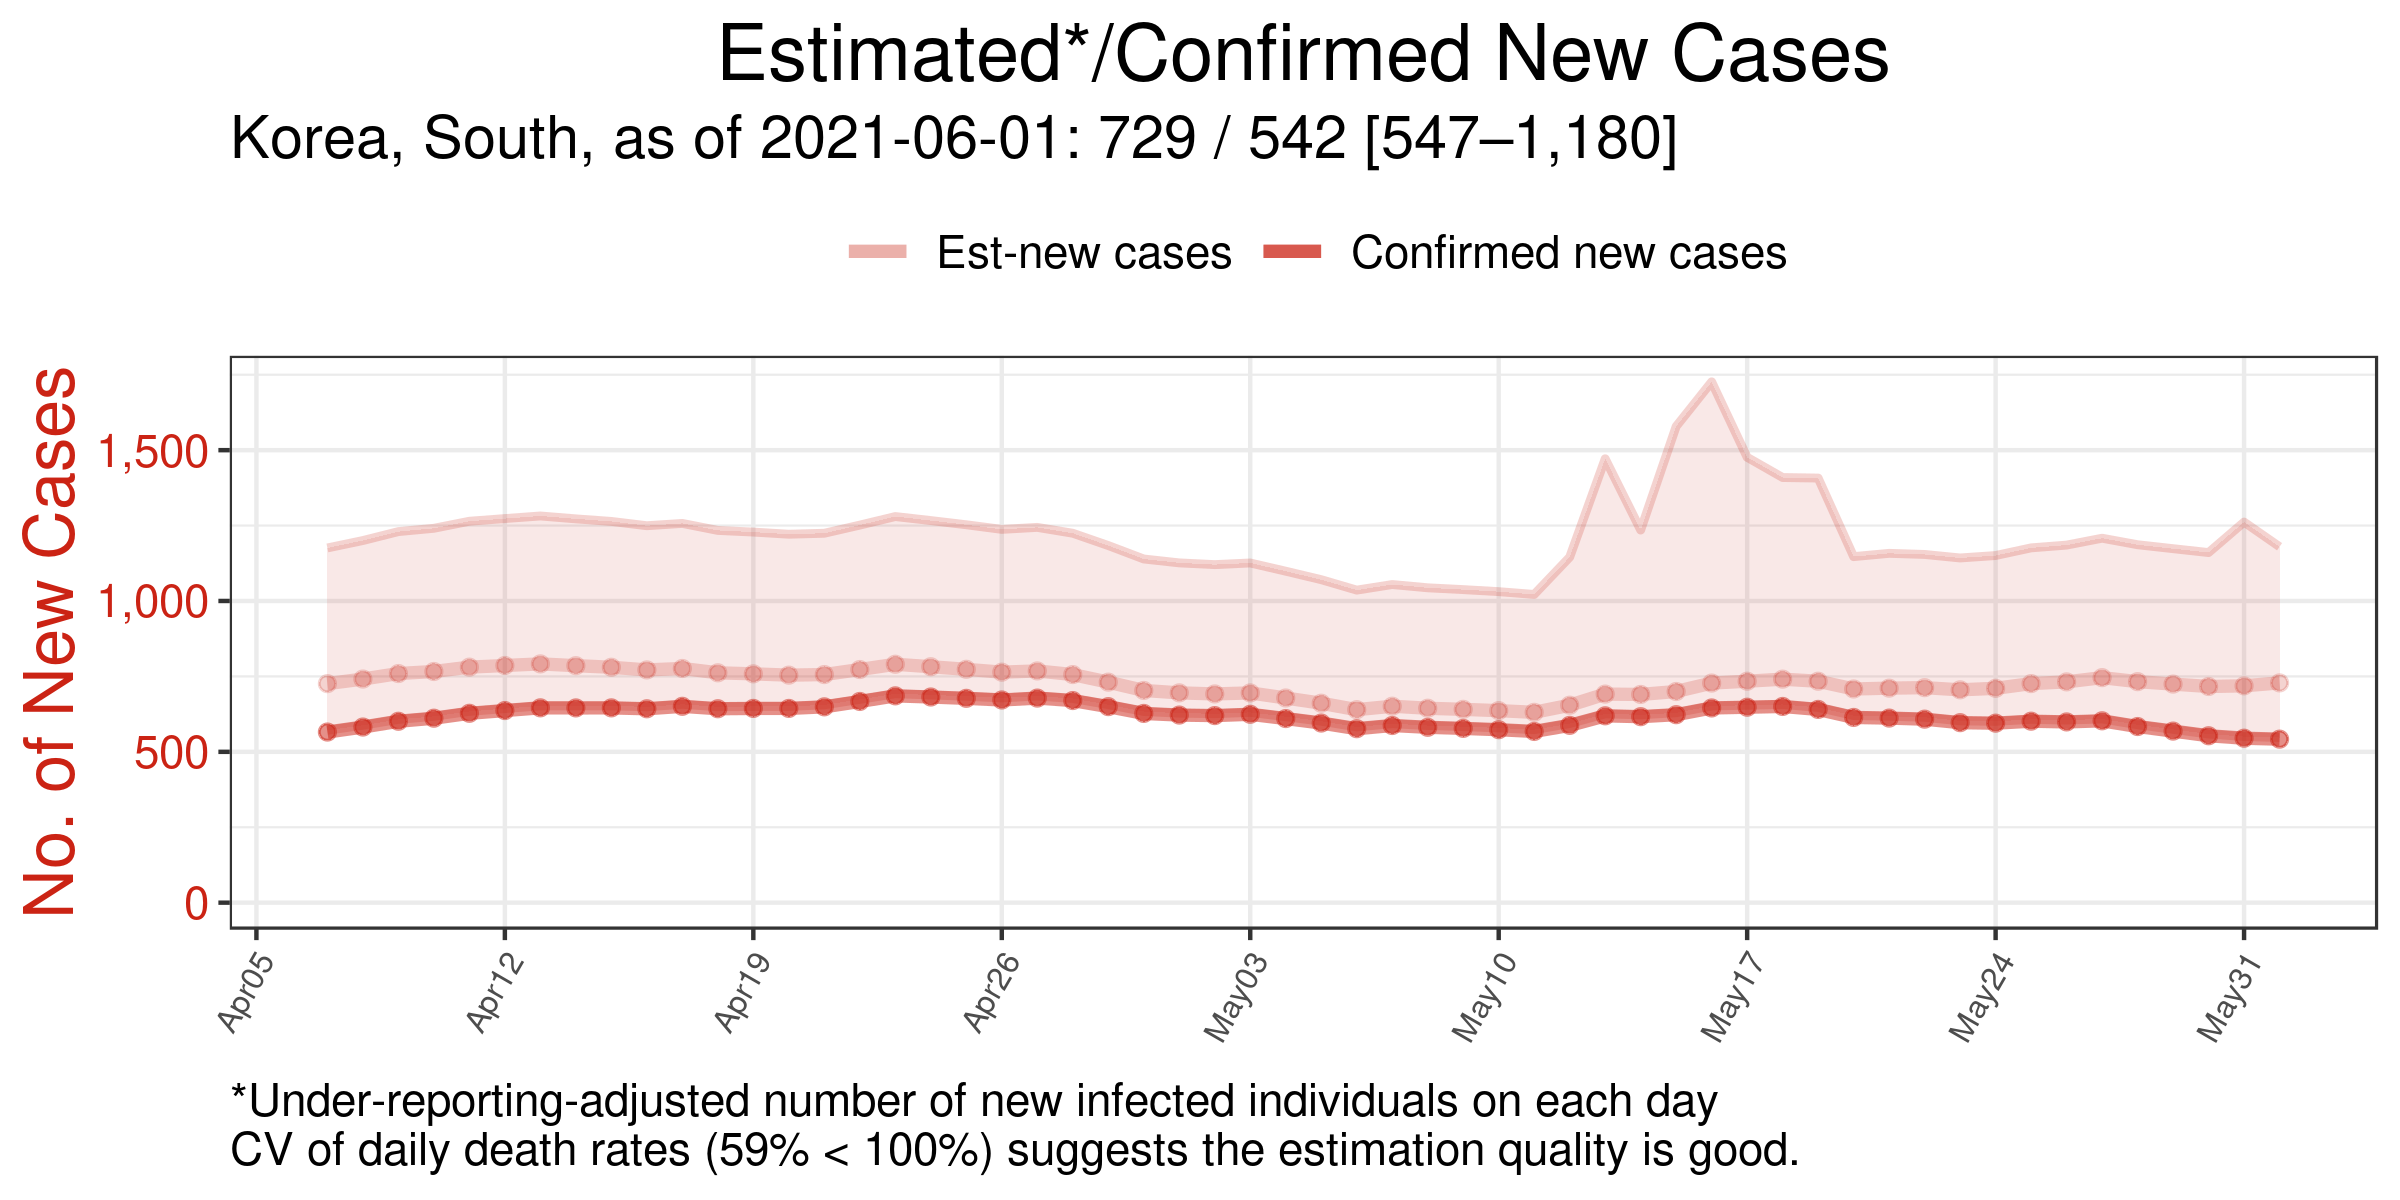 Estimated*/Confirmed New Cases
Korea, South, as of 2021-06-01: 729 / 542 [547–1,180]
Est-new cases Confirmed new cases
No. of New Cases
1,500
1,000
500
0
Apr05 Apr12 Apr19 Apr26 May03 May10 May17 May24 May31
*Under-reporting-adjusted number of new infected individuals on each day
CV of daily death rates (59% < 100%) suggests the estimation quality is good.